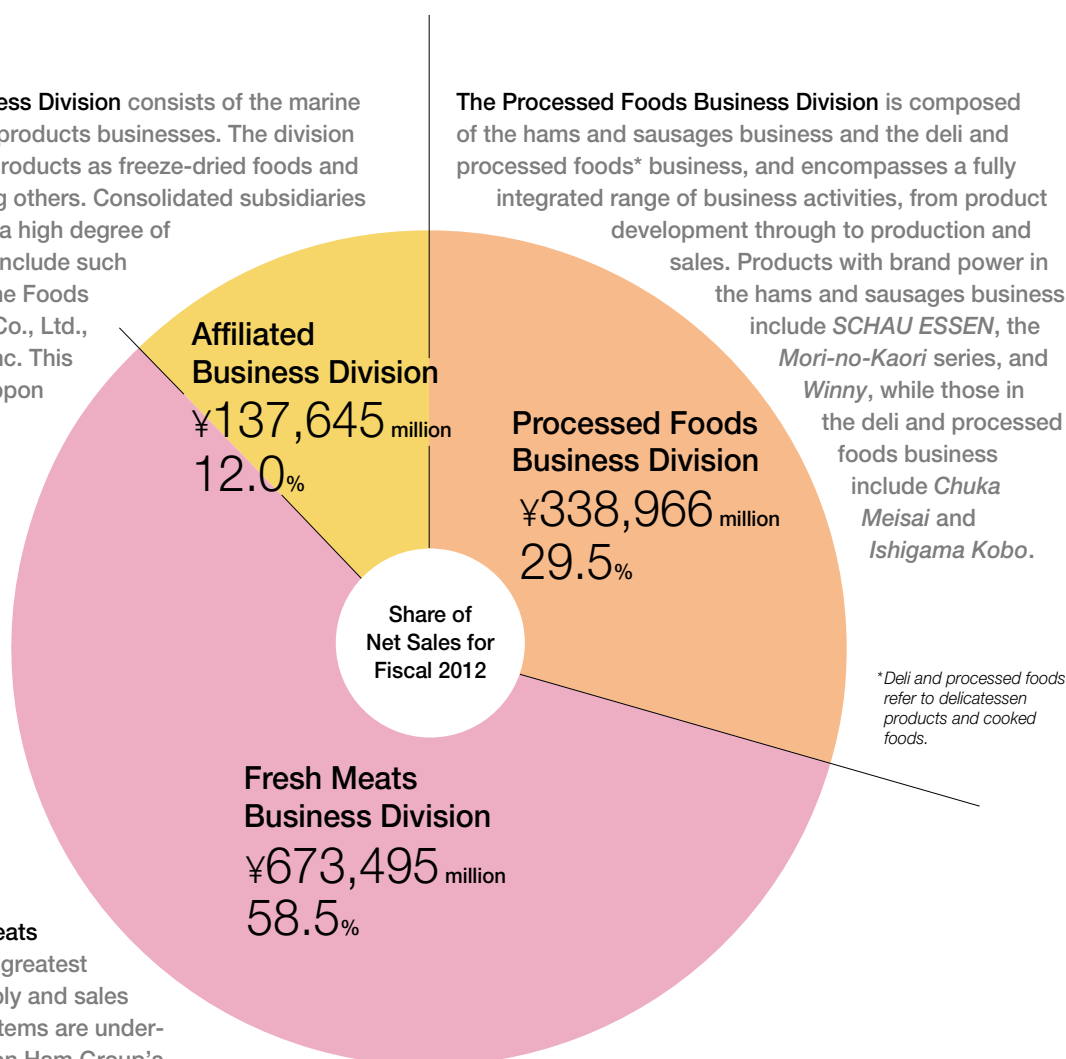 ess Division consists of the marine
products businesses. The division
roducts as freeze-dried foods and
g others. Consolidated subsidiaries
a high degree of
nclude such
ne Foods
Co., Ltd.,
nc. This
ppon
The Processed Foods Business Division is composed
of the hams and sausages business and the deli and
processed foods* business, and encompasses a fully
integrated range of business activities, from product
development through to production and
sales. Products with brand power in
the hams and sausages business
include SCHAU ESSEN, the
Mori-no-Kaori series, and
Winny, while those in
the deli and processed
foods business
include Chuka
Meisai and
Ishigama Kobo.
Affiliated
Business Division
¥137,645 million
12.0%
Processed Foods
Business Division
¥338,966 million
29.5%
Share of
Net Sales for
Fiscal 2012
*Deli and processed foods
refer to delicatessen
products and cooked
foods.
Fresh Meats
Business Division
¥673,495 million
58.5%
eats
greatest
ply and sales
tems are under-
on Ham Group's